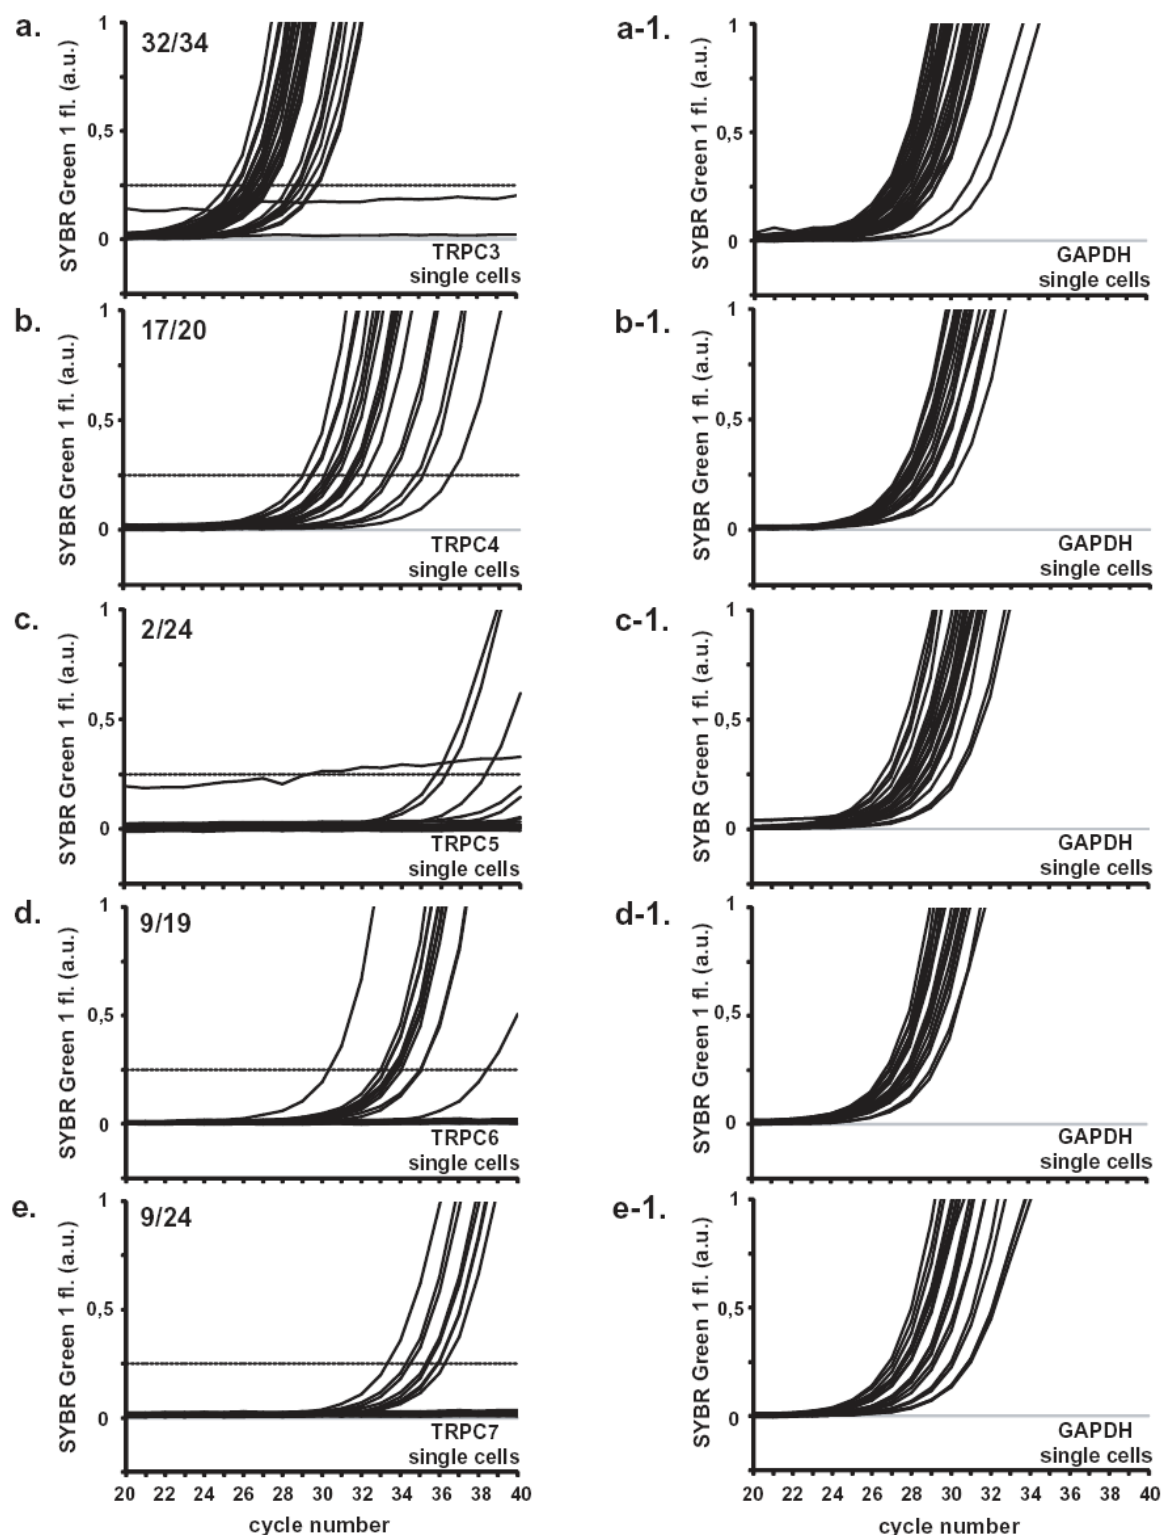 a.
32/34
SYBR Green 1 fl. (a.u.)
1
0,5
0
TRPC3
single cells
a-1.
SYBR Green 1 fl. (a.u.)
1
0,5
0
GAPDH
single cells
b.
17/20
SYBR Green 1 fl. (a.u.)
1
0,5
0
TRPC4
single cells
b-1.
SYBR Green 1 fl. (a.u.)
1
0,5
0
GAPDH
single cells
c.
2/24
SYBR Green 1 fl. (a.u.)
1
0,5
0
TRPC5
single cells
c-1.
SYBR Green 1 fl. (a.u.)
1
0,5
0
GAPDH
single cells
d.
9/19
SYBR Green 1 fl. (a.u.)
1
0,5
0
TRPC6
single cells
d-1.
SYBR Green 1 fl. (a.u.)
1
0,5
0
GAPDH
single cells
e.
9/24
SYBR Green 1 fl. (a.u.)
1
0,5
0
TRPC7
single cells
20 22 24 26 28 30 32 34 36 38 40
cycle number
e-1.
SYBR Green 1 fl. (a.u.)
1
0,5
0
GAPDH
single cells
20 22 24 26 28 30 32 34 36 38 40
cycle number